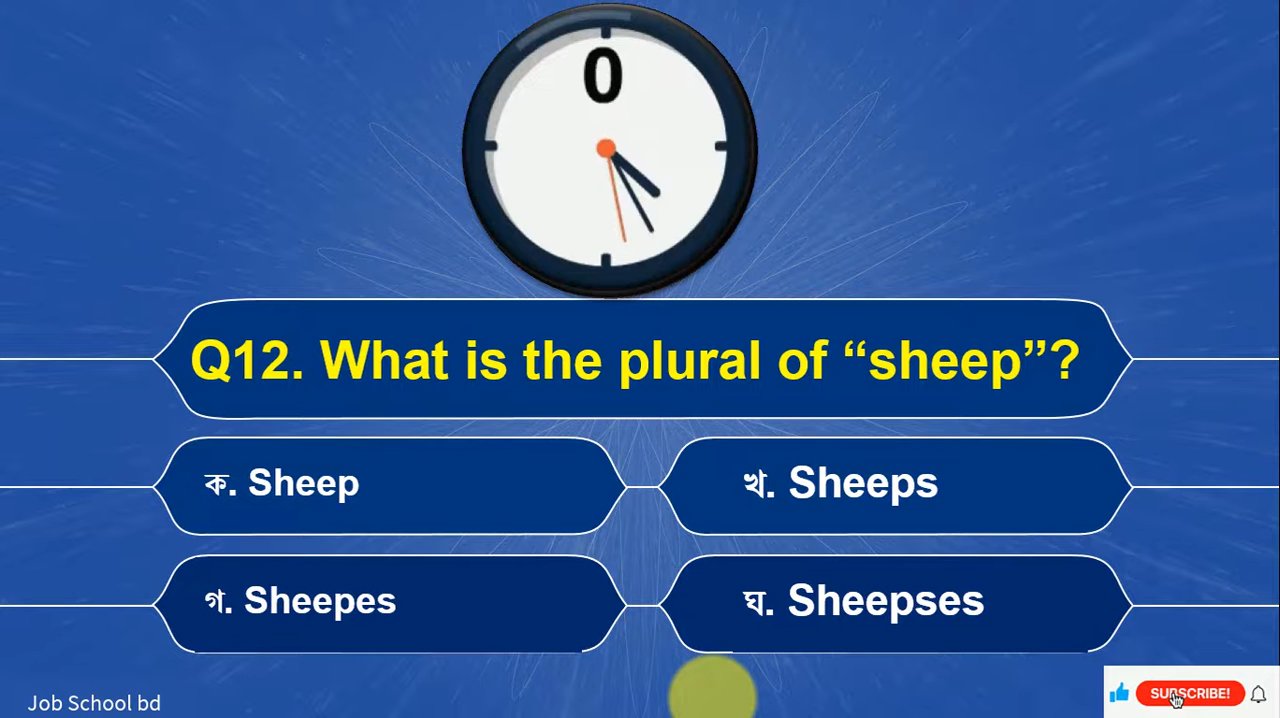 0
Q12. What is the plural of “sheep”?
ক. Sheep
খ. Sheeps
গ. Sheepes
ঘ. Sheepses
Job School bd
SUBSCRIBE!